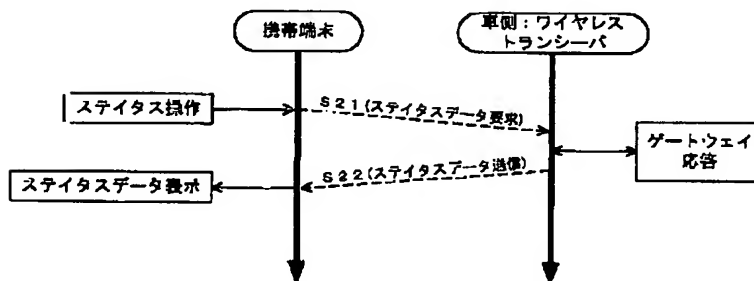 携帯端末
車側：ワイヤレス
トランシーバ
ステイタス操作
S21(ステイタスデータ要求)
ゲートウェイ
応答
S22(ステイタスデータ送信)
ステイタスデータ表示